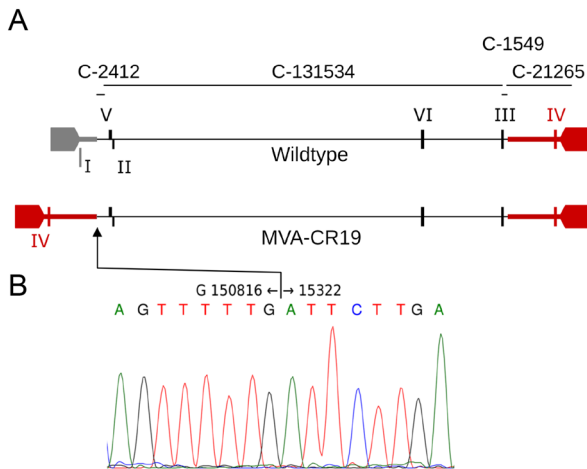 A
C-1549
C-2412 C-131534 C-21265
V VI III IV
I II Wildtype
IV MVA-CR19
B
G 150816 ←→ 15322
A G T T T T T G A T T C T T G A